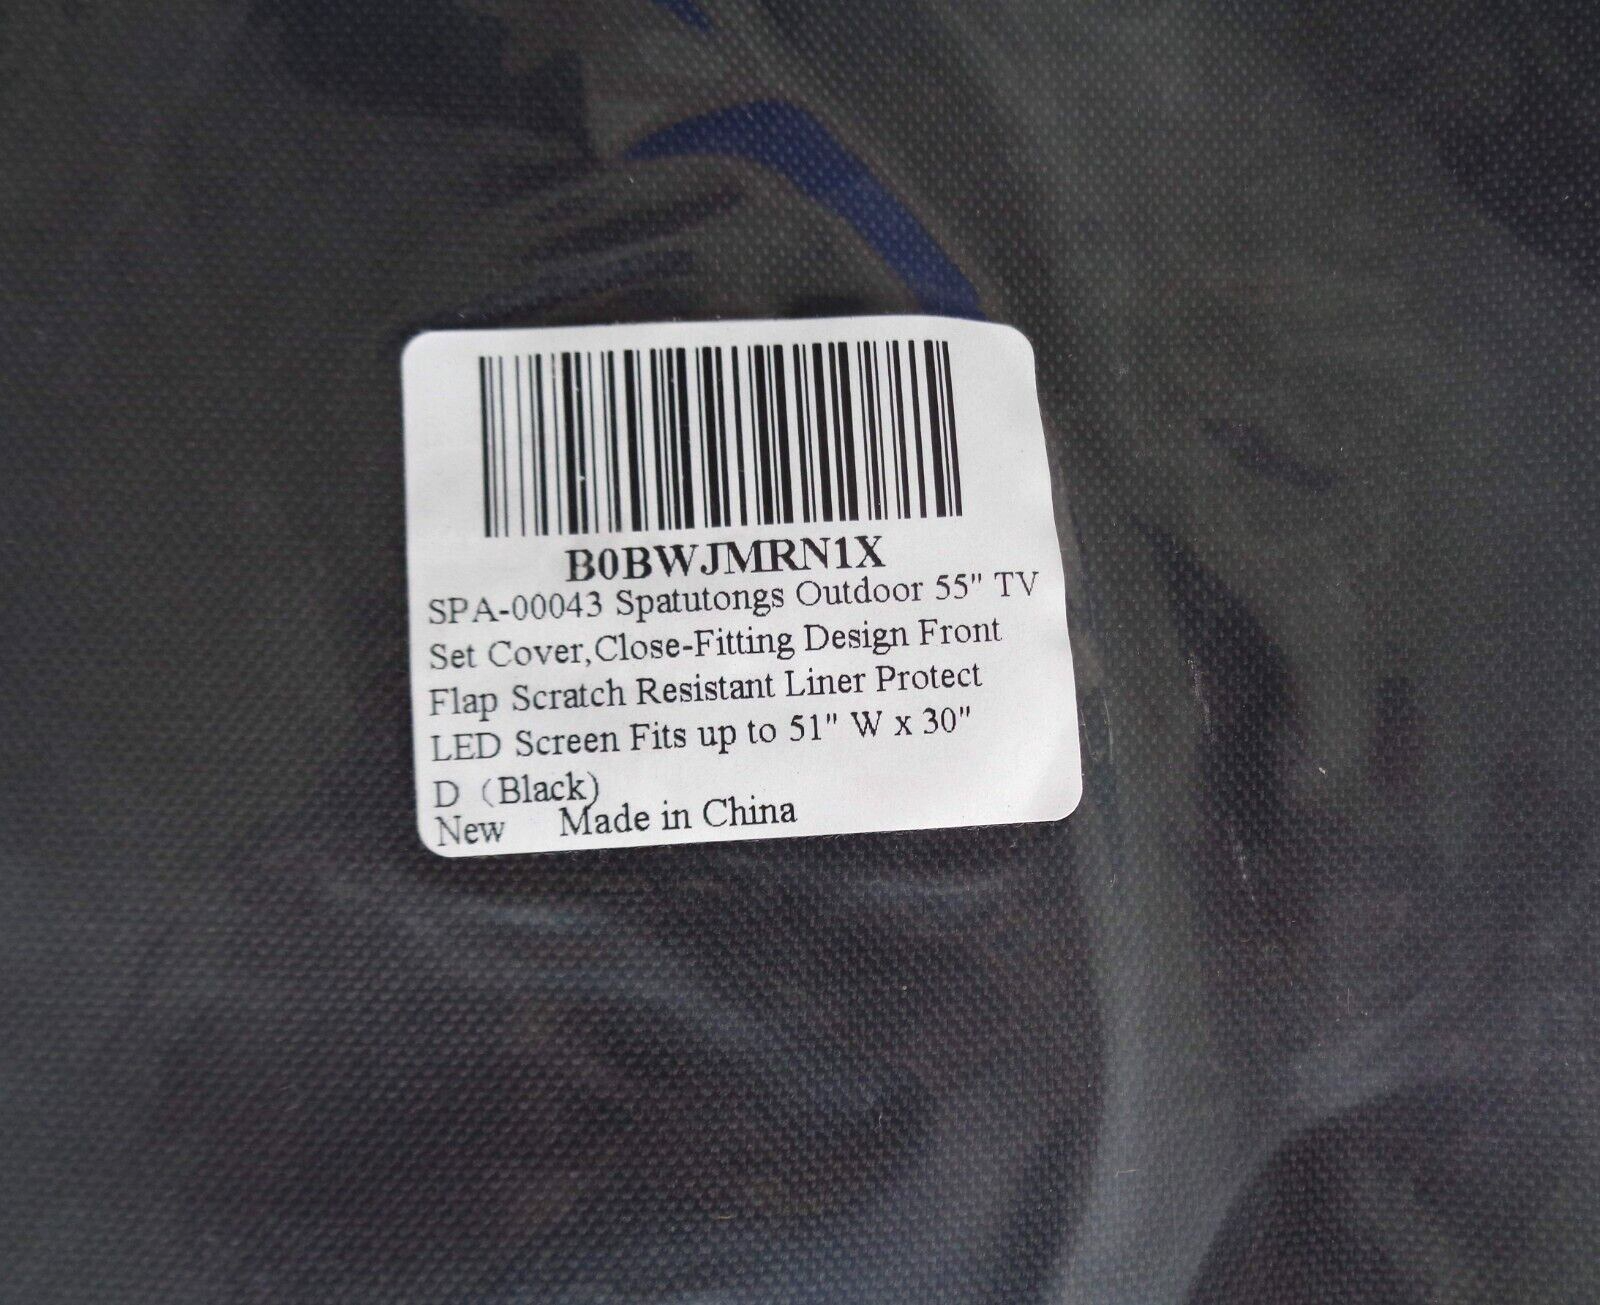 B0BWJMRN1X
SPA-00043 Spatutongs Outdoor 55" TV
Set Cover,Close-Fitting Design Front
Flap Scratch Resistant Liner Protect
LED Screen Fits up to 51" W x 30"
D（Black)
New Made in China